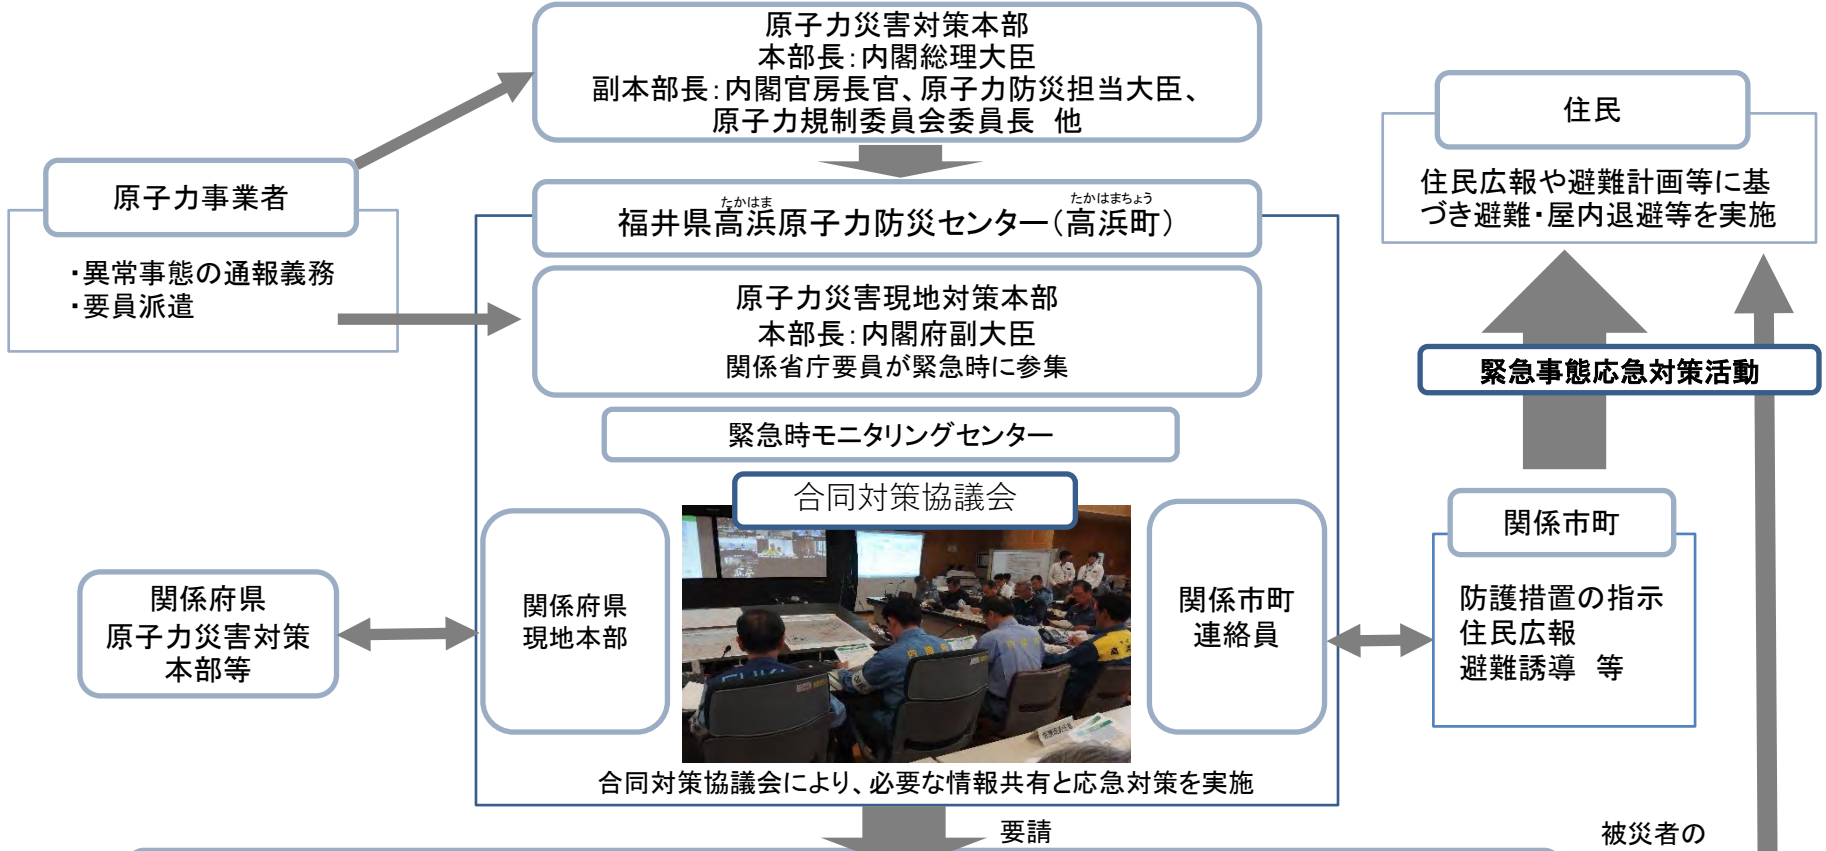 原子力災害対策本部
本部長：内閣総理大臣
副本部長：内閣官房長官、原子力防災担当大臣、
原子力規制委員会委員長　他
原子力事業者
・異常事態の通報義務
・要員派遣
たかはま
たかはまちょう
福井県高浜原子力防災センター（高浜町）
原子力災害現地対策本部
本部長：内閣府副大臣
関係省庁要員が緊急時に参集
緊急時モニタリングセンター
合同対策協議会
関係府県
原子力災害対策
本部等
関係府県
現地本部
関係市町
連絡員
合同対策協議会により、必要な情報共有と応急対策を実施
要請
住民
住民広報や避難計画等に基
づき避難・屋内退避等を実施
緊急事態応急対策活動
関係市町
防護措置の指示
住民広報
避難誘導　等
被災者の